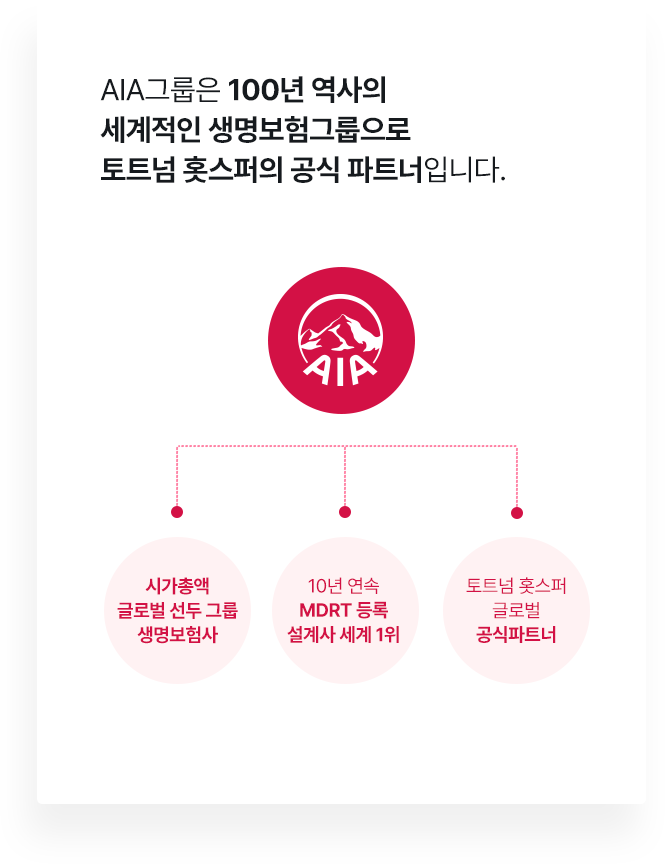 AIA그룹은 100년 역사의
세계적인 생명보험그룹으로
토트넘 홋스퍼의 공식 파트너입니다.
AIA
시가총액
글로벌 선두 그룹
생명보험사
10년 연속
MDRT 등록
설계사 세계 1위
토트넘 홋스퍼
글로벌
공식파트너